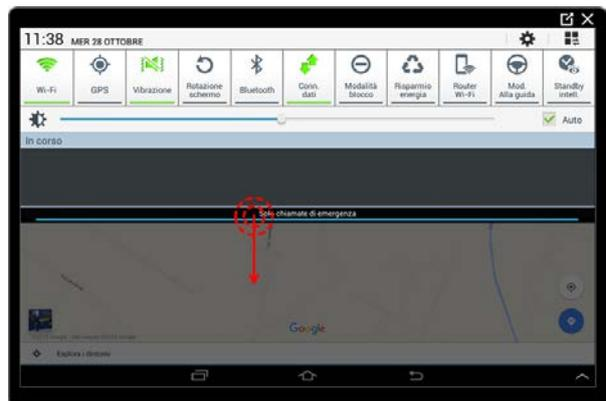 11:38 MER 28 OTTOBRE
Wi-Fi
GPS
Vibrazione
Rotazione
schermo
Bluetooth
Conn.
dati
Modalità
blocco
Risparmio
energia
Router
Wi-Fi
Mod.
Alla guida
Standby
intell.
Auto
In corso
Solo chiamate di emergenza
Google
Esplora i dintorni